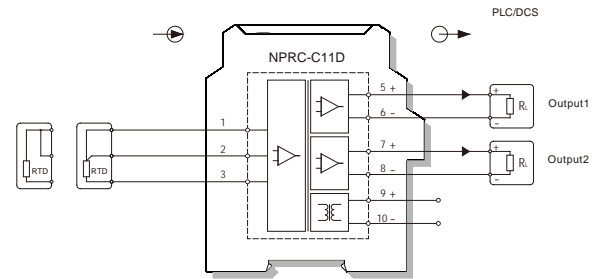 PLC/DCS
NPRC-C11D
5 +
+
RL
Output1
6 −
−
1
7 +
+
2
RL
Output2
RTD
RTD
8 −
−
3
9 +
10 −